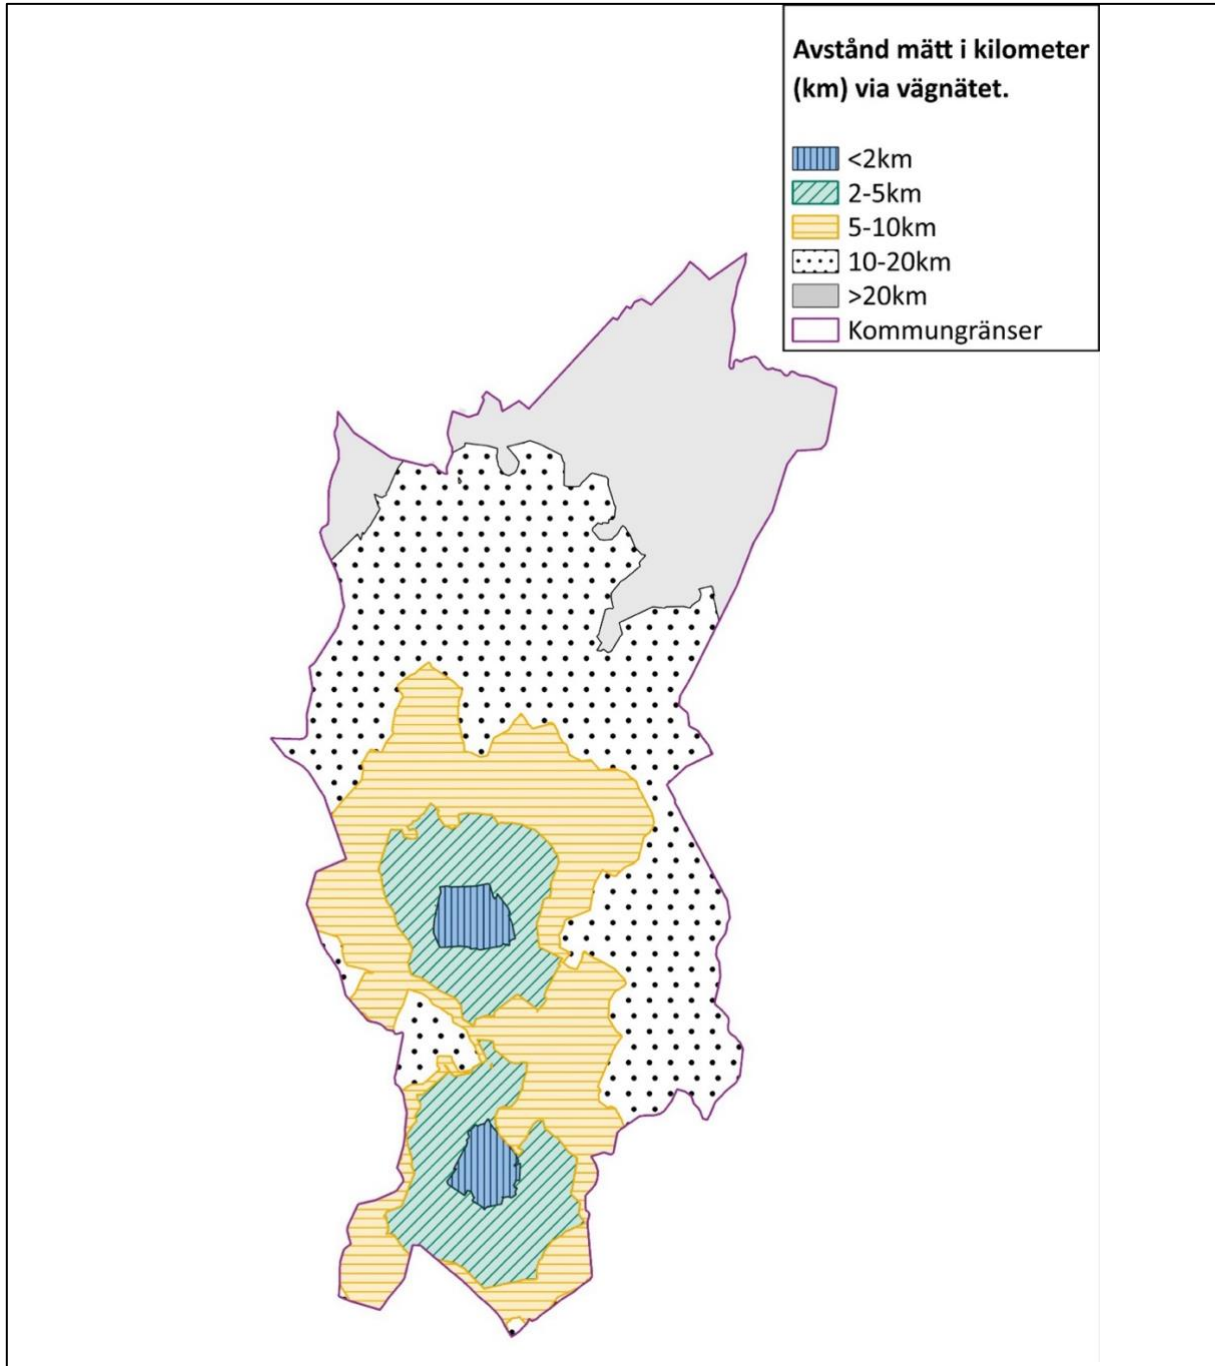 Avstånd mätt i kilometer
(km) via vägnätet.
<2km
2-5km
5-10km
10-20km
>20km
Kommungränser